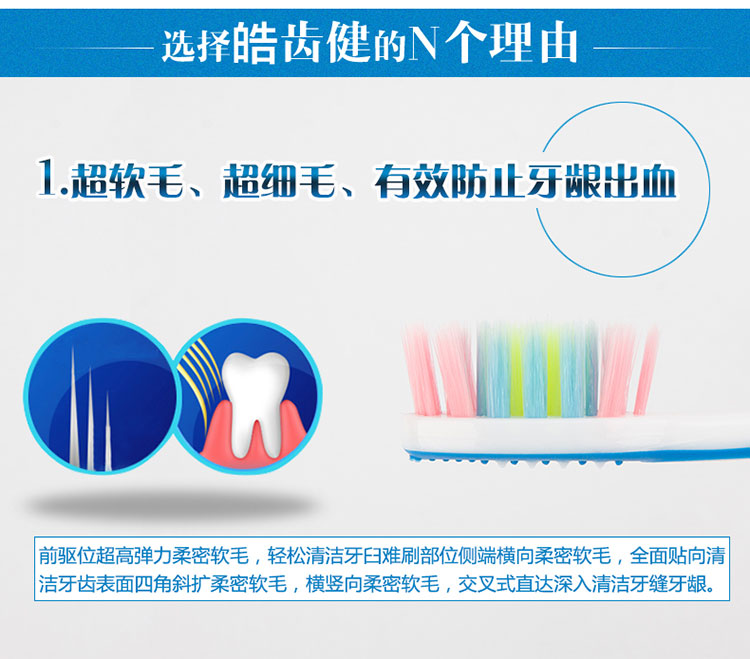 选择皓齿健的N个理由
1.超软毛、超细毛、有效防止牙龈出血
前驱位超高弹力柔密软毛，轻松清洁牙臼难刷部位侧端横向柔密软毛，全面贴向清
洁牙齿表面四角斜扩柔密软毛，横竖向柔密软毛，交叉式直达深入清洁牙缝牙龈。